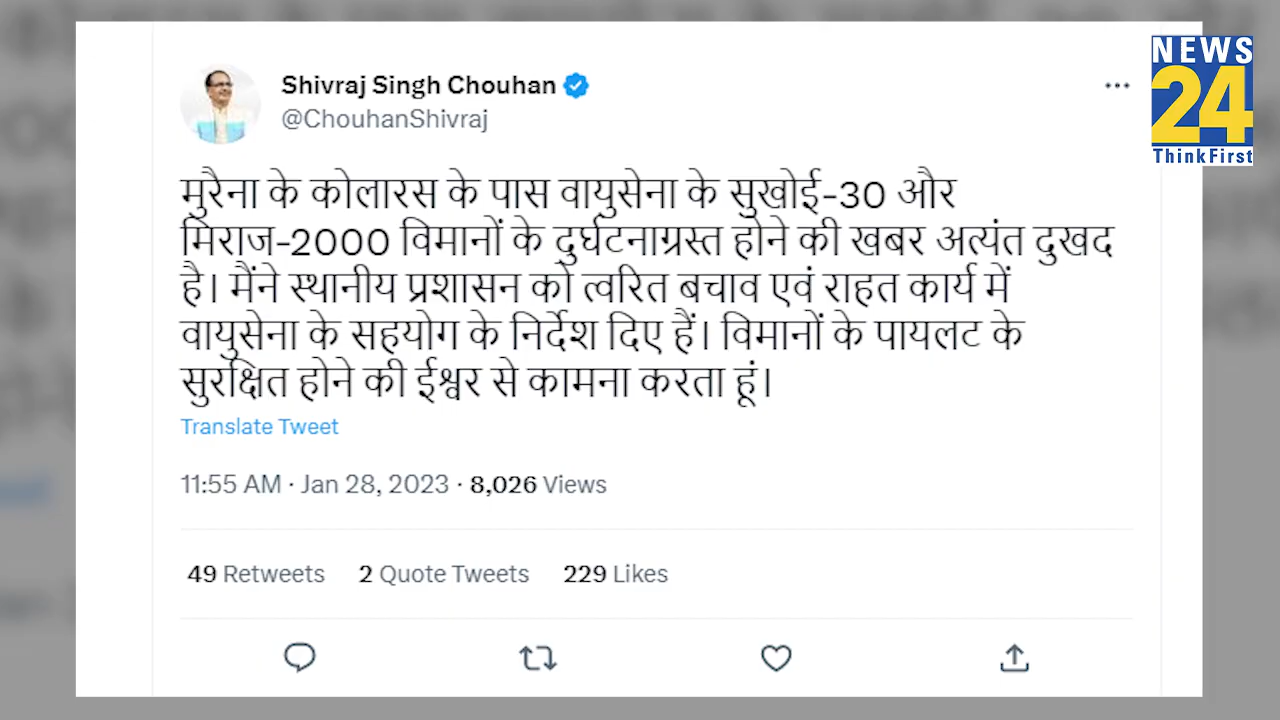 NEWS
24
ThinkFirst
Shivraj Singh Chouhan
@ChouhanShivraj
मुरैना के कोलारस के पास वायुसेना के सुखोई-30 और
मिराज-2000 विमानों के दुर्घटनाग्रस्त होने की खबर अत्यंत दुखद
है। मैंने स्थानीय प्रशासन को त्वरित बचाव एवं राहत कार्य में
वायुसेना के सहयोग के निर्देश दिए हैं। विमानों के पायलट के
सुरक्षित होने की ईश्वर से कामना करता हूं।
Translate Tweet
11:55 AM · Jan 28, 2023 · 8,026 Views
49 Retweets 2 Quote Tweets 229 Likes